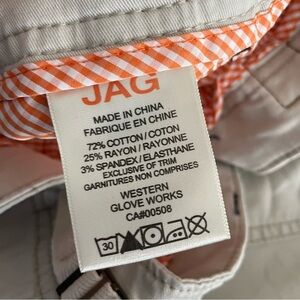 JAG
MADE IN CHINA
FABRIQUE EN CHINE
72% COTTON/COTON
25% RAYON/RAYONNE
3% SPANDEX/ELASTHANE
EXCLUSIVE OF TRIM
GARNITURES NON COMPRISES
WESTERN
GLOVE WORKS
CA#00508
30